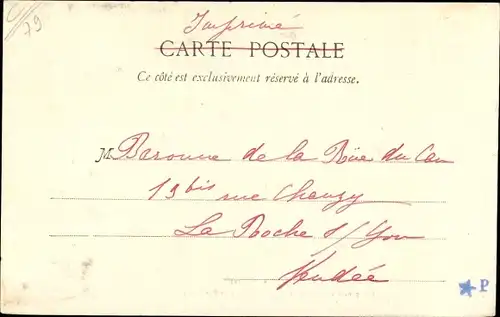 79
Imprimé
CARTE POSTALE
Ce côté est exclusivement réservé à l'adresse.
M. Baronne de la Rüe du Can
13 bis rue Chanzy
La Roche s/ Yon
Vendée
P